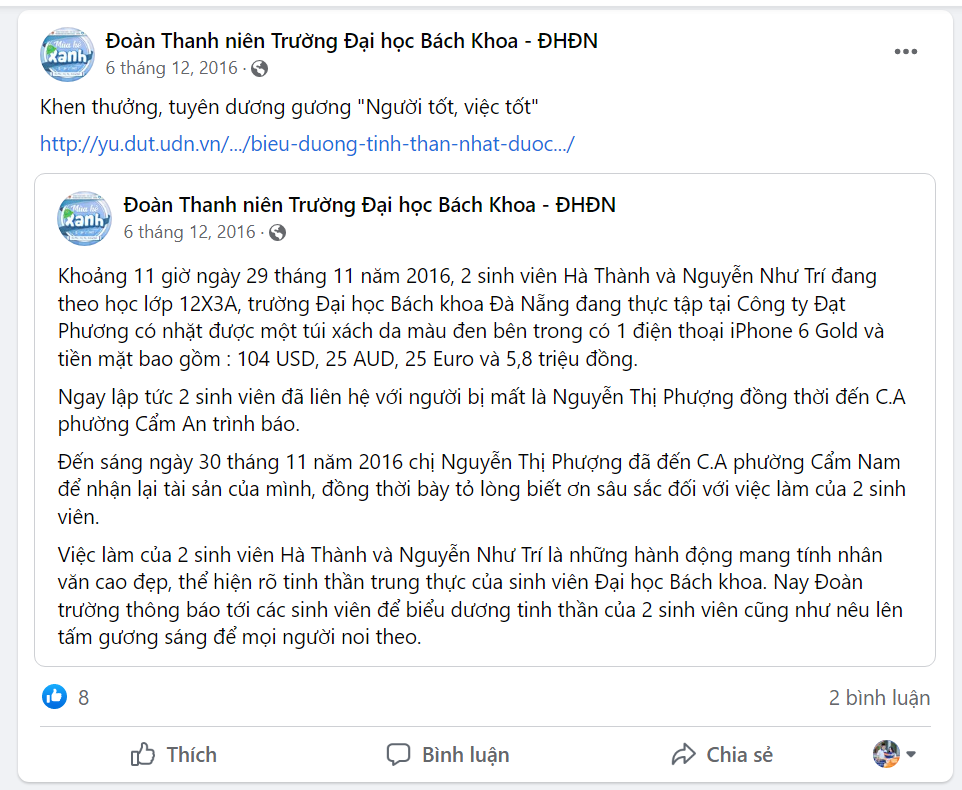 Đoàn Thanh niên Trường Đại học Bách Khoa - ĐHĐN
6 tháng 12, 2016 ·
Khen thưởng, tuyên dương gương "Người tốt, việc tốt"
http://yu.dut.udn.vn/.../bieu-duong-tinh-than-nhat-duoc.../
Đoàn Thanh niên Trường Đại học Bách Khoa - ĐHĐN
6 tháng 12, 2016 ·
Khoảng 11 giờ ngày 29 tháng 11 năm 2016, 2 sinh viên Hà Thành và Nguyễn Như Trí đang
theo học lớp 12X3A, trường Đại học Bách khoa Đà Nẵng đang thực tập tại Công ty Đạt
Phương có nhặt được một túi xách da màu đen bên trong có 1 điện thoại iPhone 6 Gold và
tiền mặt bao gồm : 104 USD, 25 AUD, 25 Euro và 5,8 triệu đồng.
Ngay lập tức 2 sinh viên đã liên hệ với người bị mất là Nguyễn Thị Phượng đồng thời đến C.A
phường Cẩm An trình báo.
Đến sáng ngày 30 tháng 11 năm 2016 chị Nguyễn Thị Phượng đã đến C.A phường Cẩm Nam
để nhận lại tài sản của mình, đồng thời bày tỏ lòng biết ơn sâu sắc đối với việc làm của 2 sinh
viên.
Việc làm của 2 sinh viên Hà Thành và Nguyễn Như Trí là những hành động mang tính nhân
văn cao đẹp, thể hiện rõ tinh thần trung thực của sinh viên Đại học Bách khoa. Nay Đoàn
trường thông báo tới các sinh viên để biểu dương tinh thần của 2 sinh viên cũng như nêu lên
tấm gương sáng để mọi người noi theo.
8
2 bình luận
Thích
Bình luận
Chia sẻ